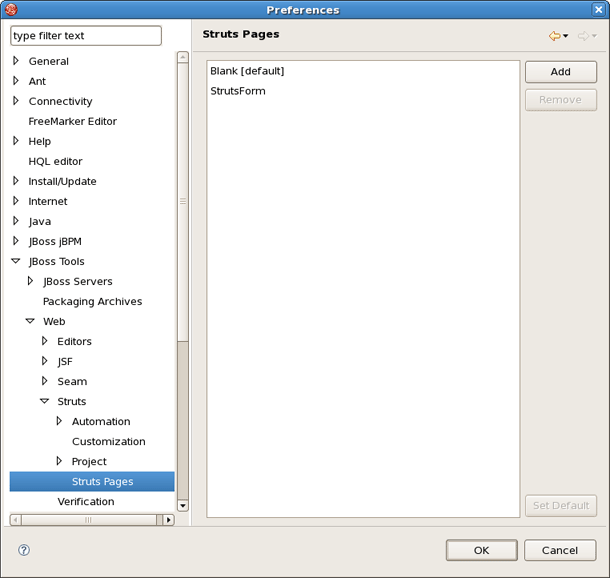 Preferences
type filter text
General
Ant
Connectivity
FreeMarker Editor
Help
HQL editor
Install/Update
Internet
Java
JBoss jBPM
JBoss Tools
JBoss Servers
Packaging Archives
Web
Editors
JSF
Seam
Struts
Automation
Customization
Project
Struts Pages
Verification
Struts Pages
Blank [default]
StrutsForm
Add
Remove
Set Default
?
OK
Cancel